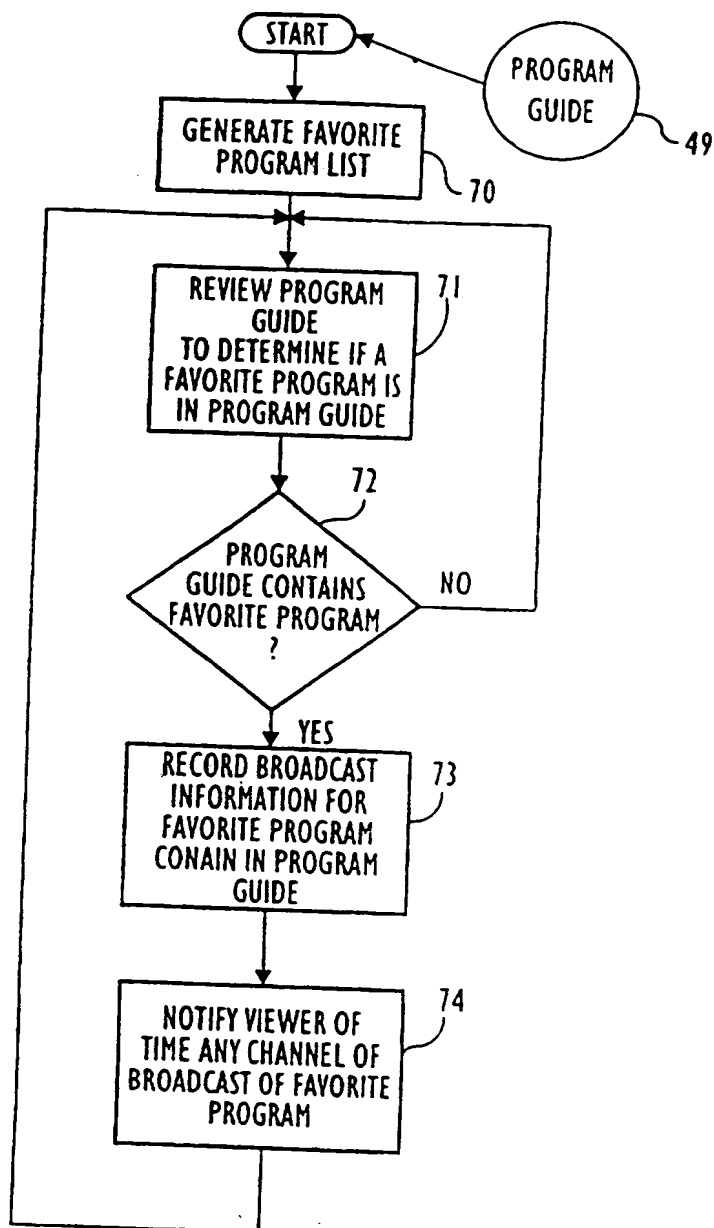 START
PROGRAM
GUIDE
49
GENERATE FAVORITE
PROGRAM LIST
70
REVIEW PROGRAM
GUIDE
TO DETERMINE IF A
FAVORITE PROGRAM IS
IN PROGRAM GUIDE
71
72
PROGRAM
GUIDE CONTAINS
FAVORITE PROGRAM
?
NO
YES
RECORD BROADCAST
INFORMATION FOR
FAVORITE PROGRAM
CONAIN IN PROGRAM
GUIDE
73
NOTIFY VIEWER OF
TIME ANY CHANNEL OF
BROADCAST OF FAVORITE
PROGRAM
74